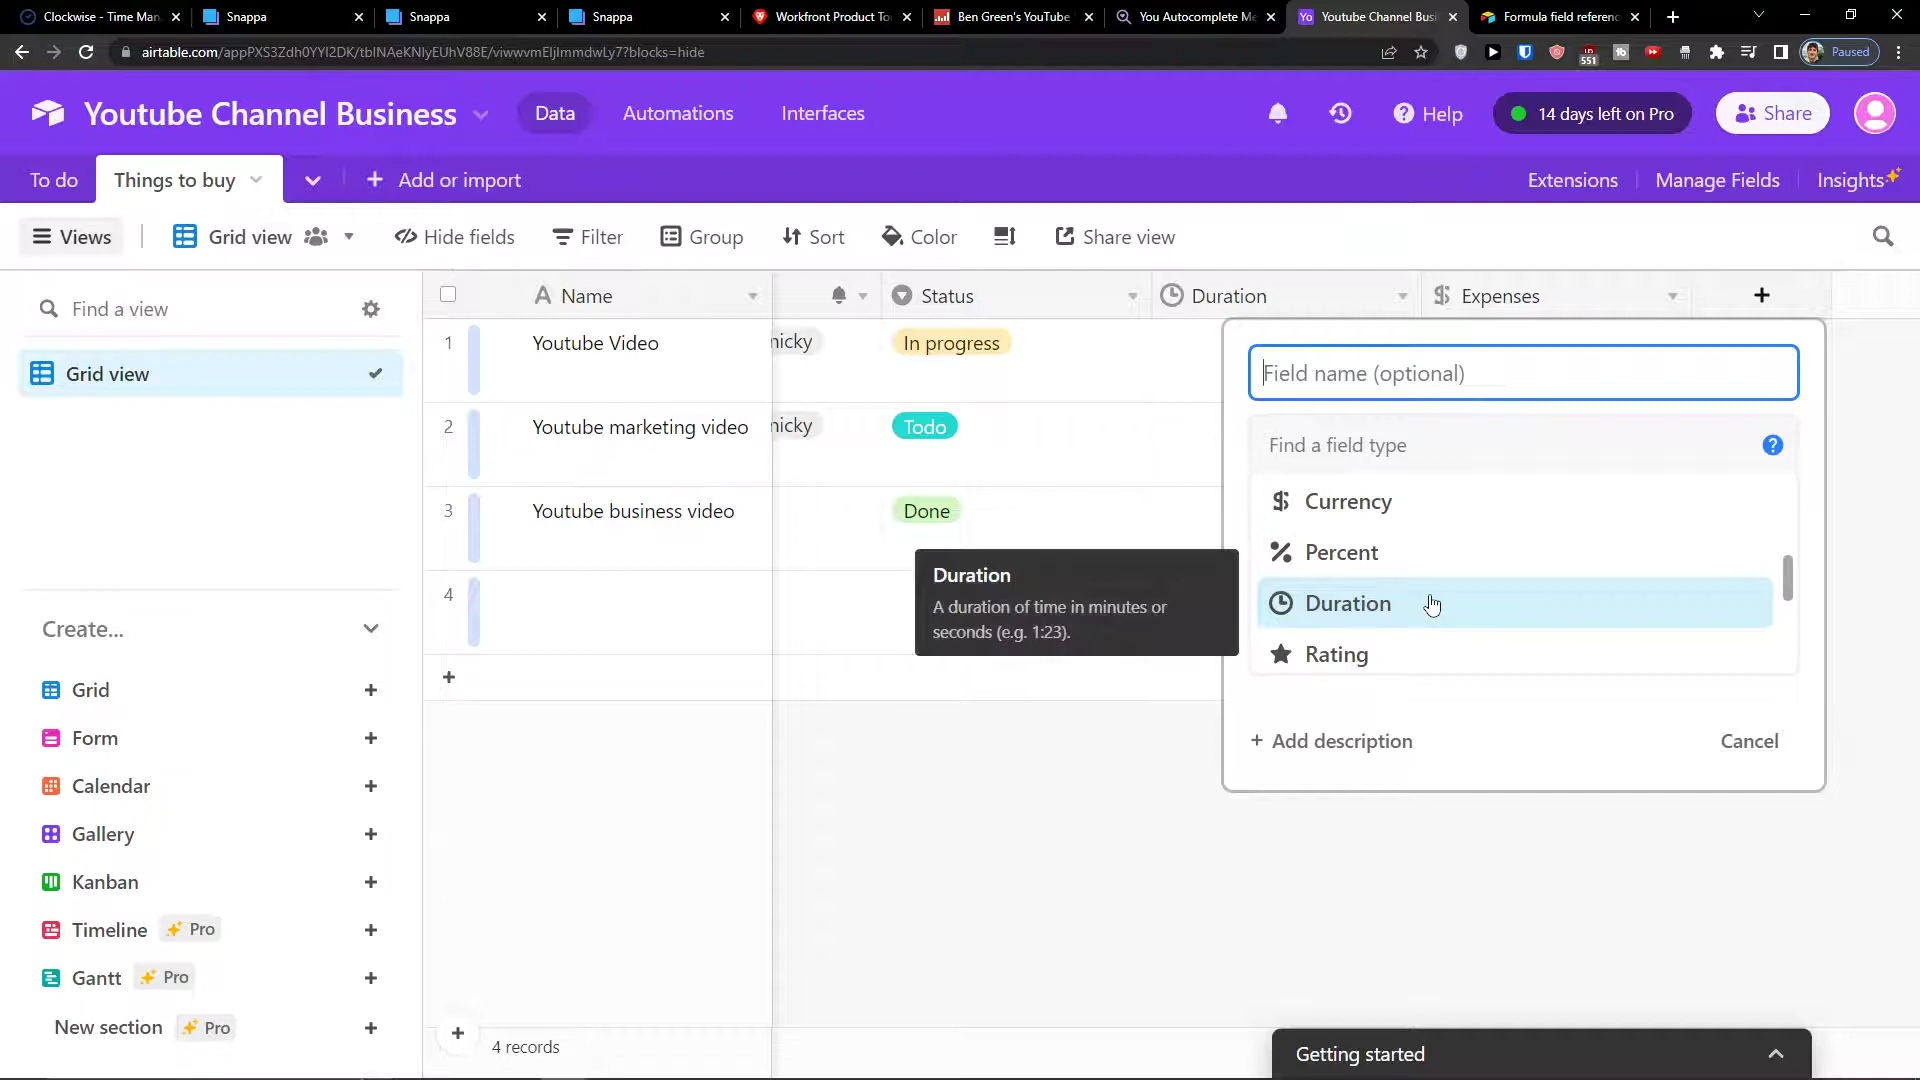 Clockwise - Time Man
Snappa
Snappa
Snappa
Workfront Product To
Ben Green's YouTube
You Autocomplete Me
Yo
Youtube Channel Busi
Formula field referenc
airtable.com/appPXS3Zdh0YYI2DK/tblNAeKNlyEUhV88E/viwwvmEljlmmdwLy7?blocks=hide
551
Paused
Youtube Channel Business
Data
Automations
Interfaces
Help
14 days left on Pro
Share
To do
Things to buy
Add or import
Extensions
Manage Fields
Insights
Views
Grid view
Hide fields
Filter
Group
Sort
Color
Share view
Find a view
Grid view
Name
Status
Duration
Expenses
1
Youtube Video
nicky
In progress
2
Youtube marketing video
nicky
Todo
3
Youtube business video
Done
4
4 records
Field name (optional)
Find a field type
Currency
Percent
Duration
Rating
+ Add description
Cancel
Duration
A duration of time in minutes or
seconds (e.g. 1:23).
Create...
Grid
Form
Calendar
Gallery
Kanban
Timeline
Pro
Gantt
Pro
New section
Pro
Getting started